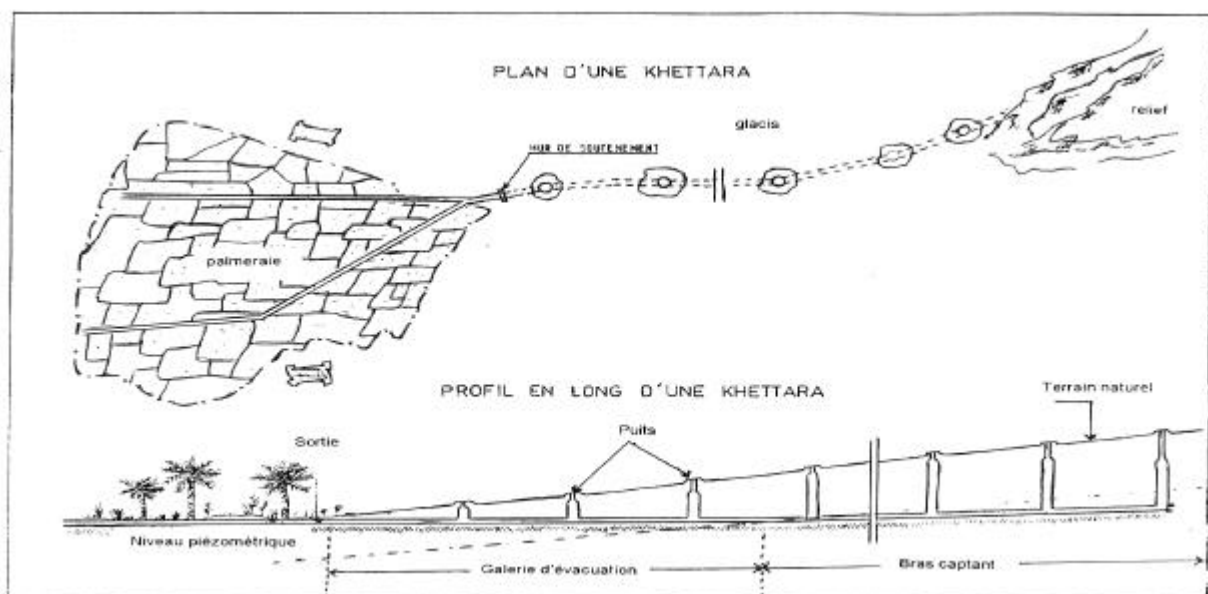 PLAN D'UNE KHETTARA
glacis
relief
MUR DE SOUTENEMENT
palmeraie
PROFIL EN LONG D'UNE KHETTARA
Terrain naturel
Sortie
Puits
Niveau piézométrique
Galerie d'évacuation
Bras captant